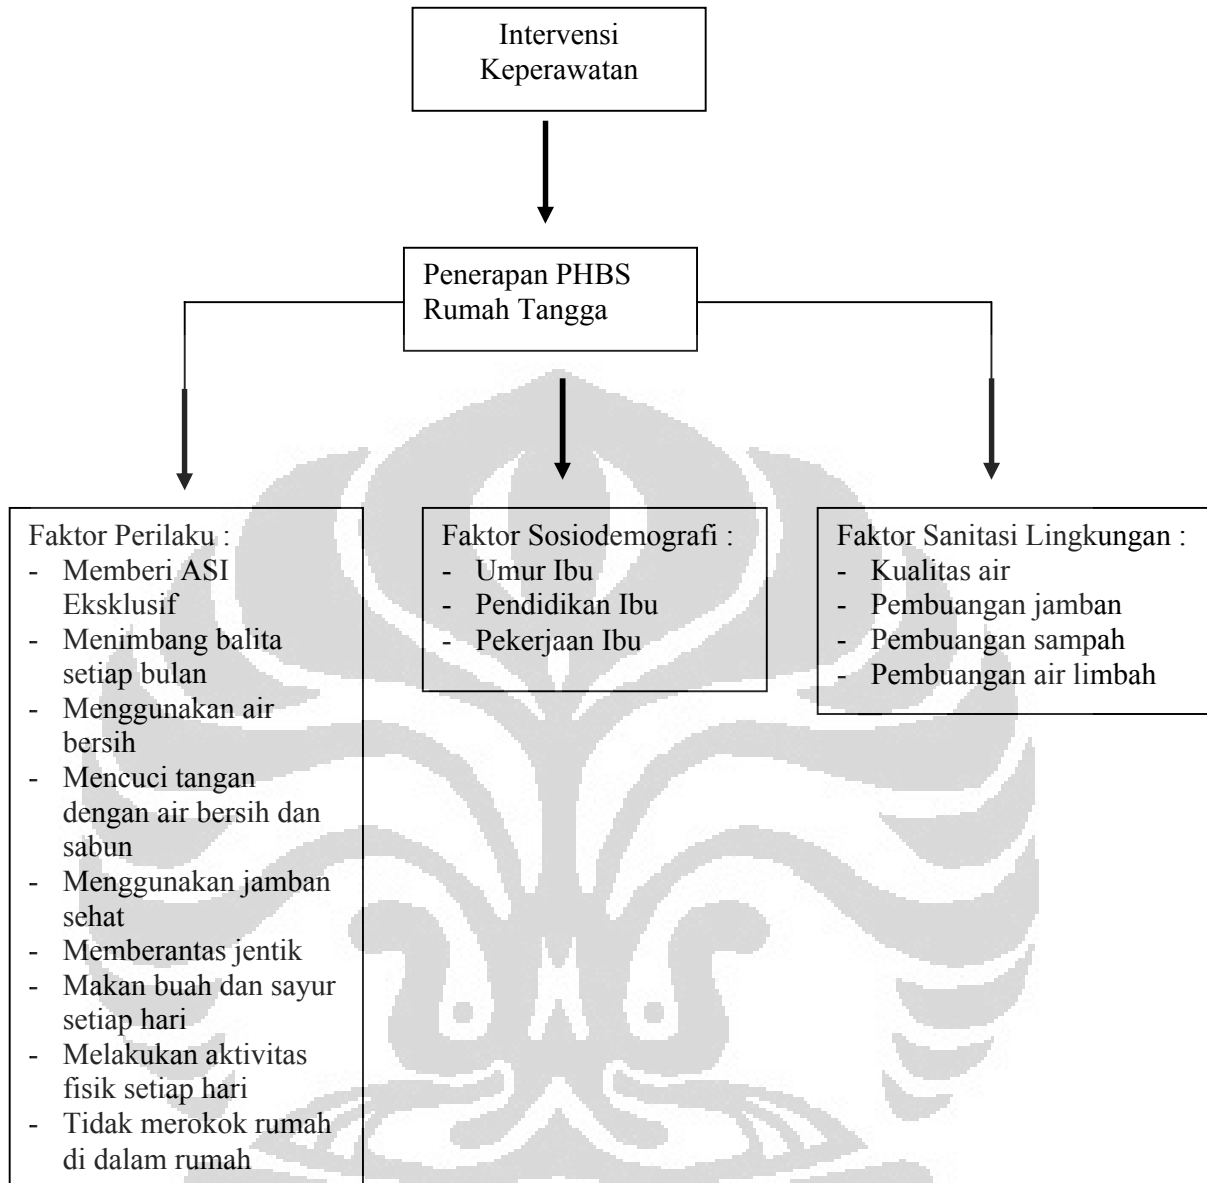 Intervensi
Keperawatan
Penerapan PHBS
Rumah Tangga
Faktor Perilaku :
- Memberi ASI
Eksklusif
- Menimbang balita
setiap bulan
- Menggunakan air
bersih
- Mencuci tangan
dengan air bersih dan
sabun
- Menggunakan jamban
sehat
- Memberantas jentik
- Makan buah dan sayur
setiap hari
- Melakukan aktivitas
fisik setiap hari
- Tidak merokok rumah
di dalam rumah
Faktor Sosiodemografi :
- Umur Ibu
- Pendidikan Ibu
- Pekerjaan Ibu
Faktor Sanitasi Lingkungan :
- Kualitas air
- Pembuangan jamban
- Pembuangan sampah
- Pembuangan air limbah